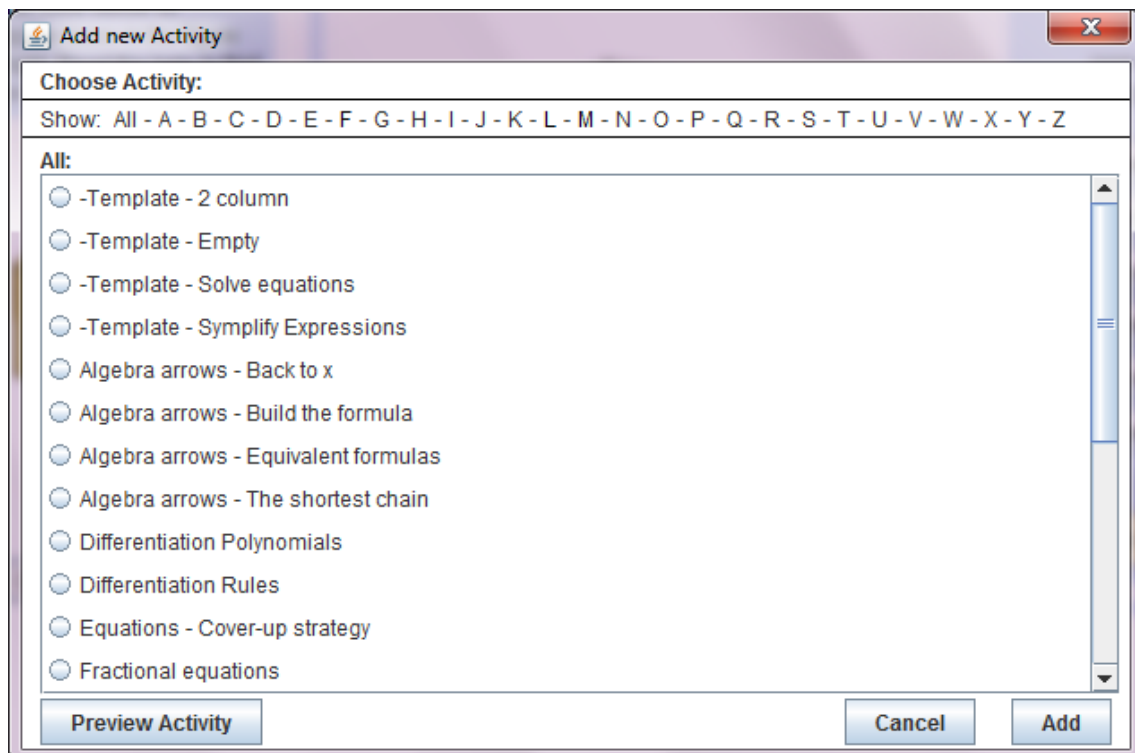 Add new Activity
Choose Activity:
Show: All - A - B - C - D - E - F - G - H - I - J - K - L - M - N - O - P - Q - R - S - T - U - V - W - X - Y - Z
All:
-Template - 2 column
-Template - Empty
-Template - Solve equations
-Template - Symplify Expressions
Algebra arrows - Back to x
Algebra arrows - Build the formula
Algebra arrows - Equivalent formulas
Algebra arrows - The shortest chain
Differentiation Polynomials
Differentiation Rules
Equations - Cover-up strategy
Fractional equations
Preview Activity Cancel Add